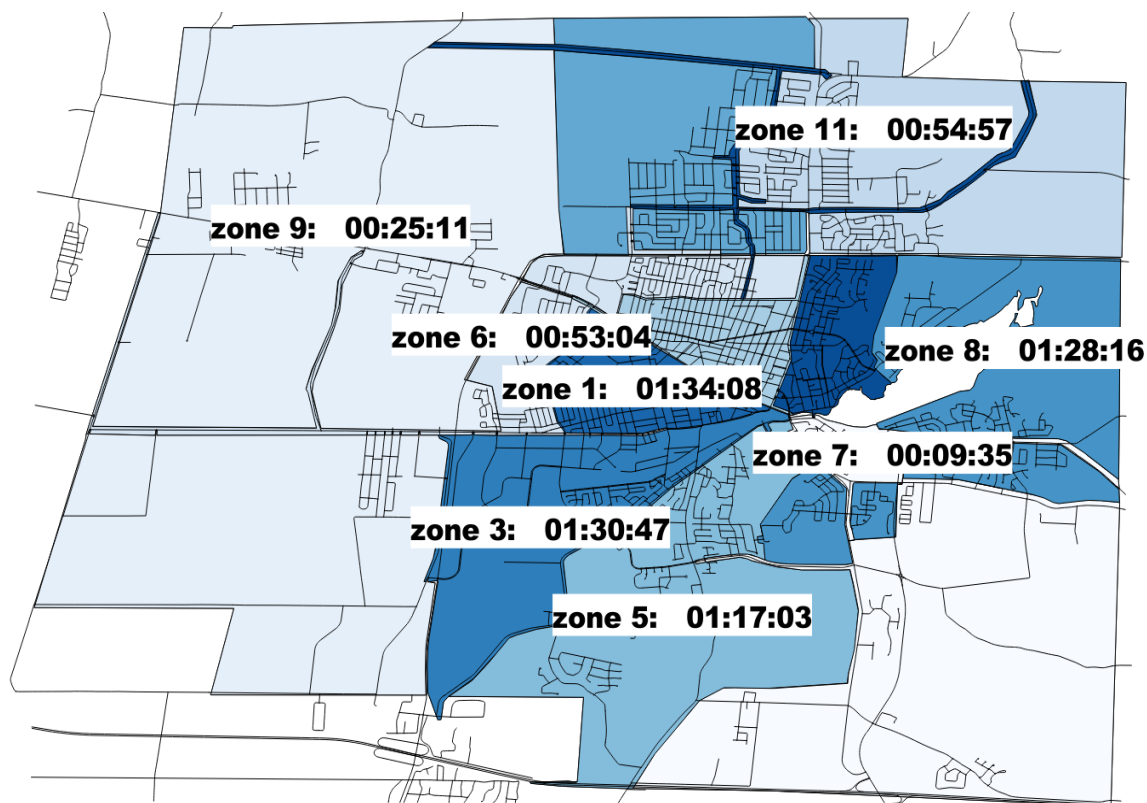 zone 11: 00:54:57
zone 9: 00:25:11
zone 6: 00:53:04
zone 8: 01:28:16
zone 1: 01:34:08
zone 7: 00:09:35
zone 3: 01:30:47
zone 5: 01:17:03